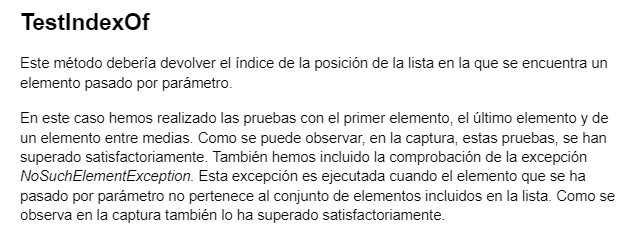 TestIndexOf
Este método debería devolver el índice de la posición de la lista en la que se encuentra un
elemento pasado por parámetro.
En este caso hemos realizado las pruebas con el primer elemento, el último elemento y de
un elemento entre medias. Como se puede observar, en la captura, estas pruebas, se han
superado satisfactoriamente. También hemos incluido la comprobación de la excepción
NoSuchElementException. Esta excepción es ejecutada cuando el elemento que se ha
pasado por parámetro no pertenece al conjunto de elementos incluidos en la lista. Como se
observa en la captura también lo ha superado satisfactoriamente.